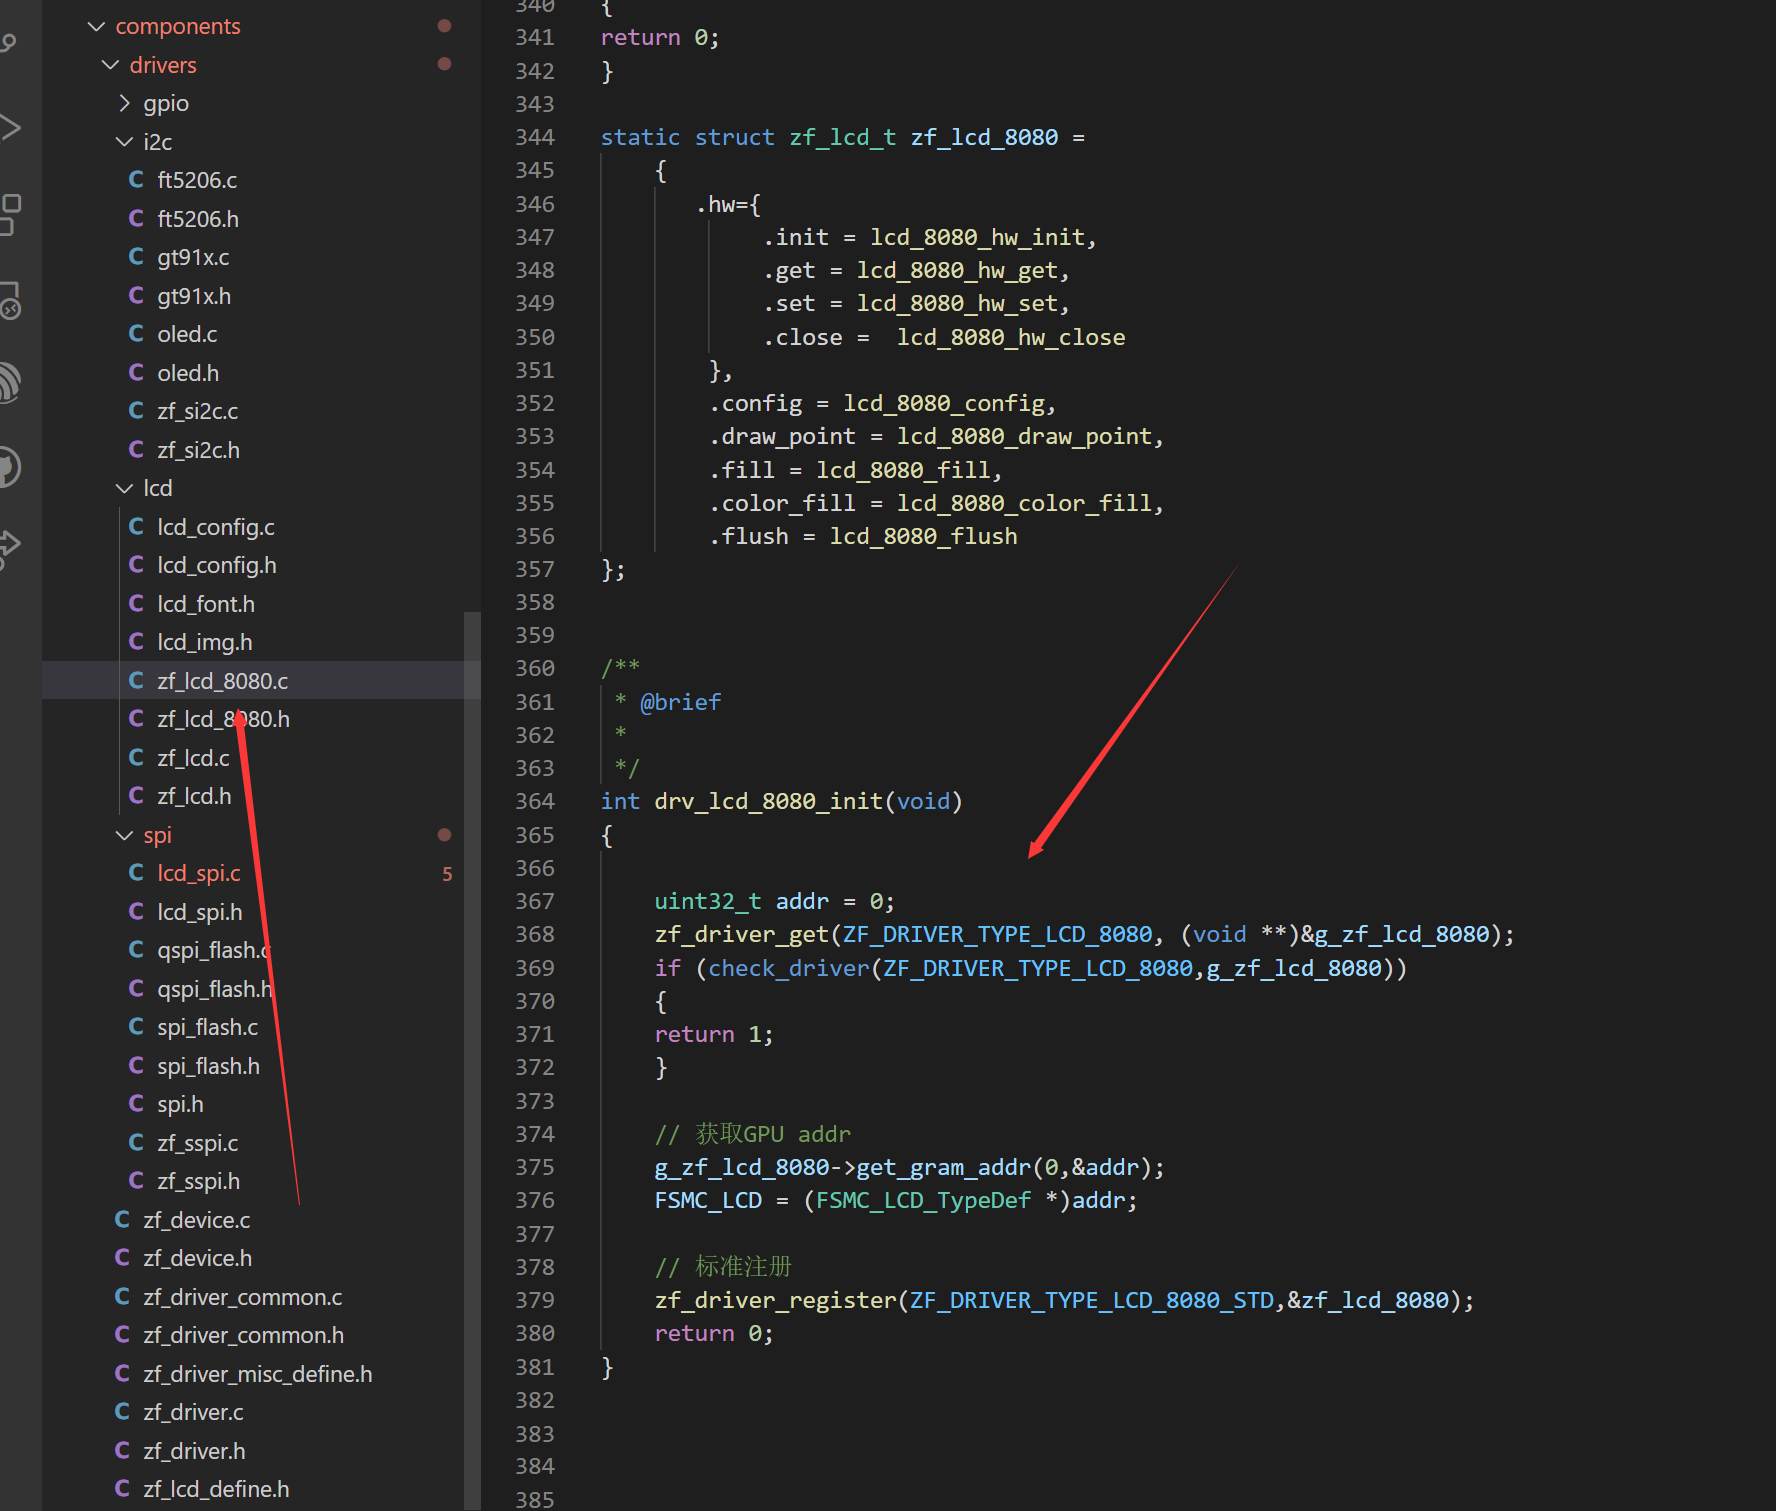 components
drivers
gpio
i2c
C ft5206.c
C ft5206.h
C gt91x.c
C gt91x.h
C oled.c
C oled.h
C zf_si2c.c
C zf_si2c.h
lcd
C lcd_config.c
C lcd_config.h
C lcd_font.h
C lcd_img.h
C zf_lcd_8080.c
C zf_lcd_8080.h
C zf_lcd.c
C zf_lcd.h
spi
C lcd_spi.c 5
C lcd_spi.h
C qspi_flash.c
C qspi_flash.h
C spi_flash.c
C spi_flash.h
C spi.h
C zf_sspi.c
C zf_sspi.h
C zf_device.c
C zf_device.h
C zf_driver_common.c
C zf_driver_common.h
C zf_driver_misc_define.h
C zf_driver.c
C zf_driver.h
C zf_lcd_define.h
340 {
341 return 0;
342 }
343
344 static struct zf_lcd_t zf_lcd_8080 =
345 {
346 .hw={
347 .init = lcd_8080_hw_init,
348 .get = lcd_8080_hw_get,
349 .set = lcd_8080_hw_set,
350 .close =  lcd_8080_hw_close
351 },
352 .config = lcd_8080_config,
353 .draw_point = lcd_8080_draw_point,
354 .fill = lcd_8080_fill,
355 .color_fill = lcd_8080_color_fill,
356 .flush = lcd_8080_flush
357 };
358
359
360 /**
361 * @brief
362 *
363 */
364 int drv_lcd_8080_init(void)
365 {
366
367 uint32_t addr = 0;
368 zf_driver_get(ZF_DRIVER_TYPE_LCD_8080, (void **)&g_zf_lcd_8080);
369 if (check_driver(ZF_DRIVER_TYPE_LCD_8080,g_zf_lcd_8080))
370 {
371 return 1;
372 }
373
374 // 获取GPU addr
375 g_zf_lcd_8080->get_gram_addr(0,&addr);
376 FSMC_LCD = (FSMC_LCD_TypeDef *)addr;
377
378 // 标准注册
379 zf_driver_register(ZF_DRIVER_TYPE_LCD_8080_STD,&zf_lcd_8080);
380 return 0;
381 }
382
383
384
385